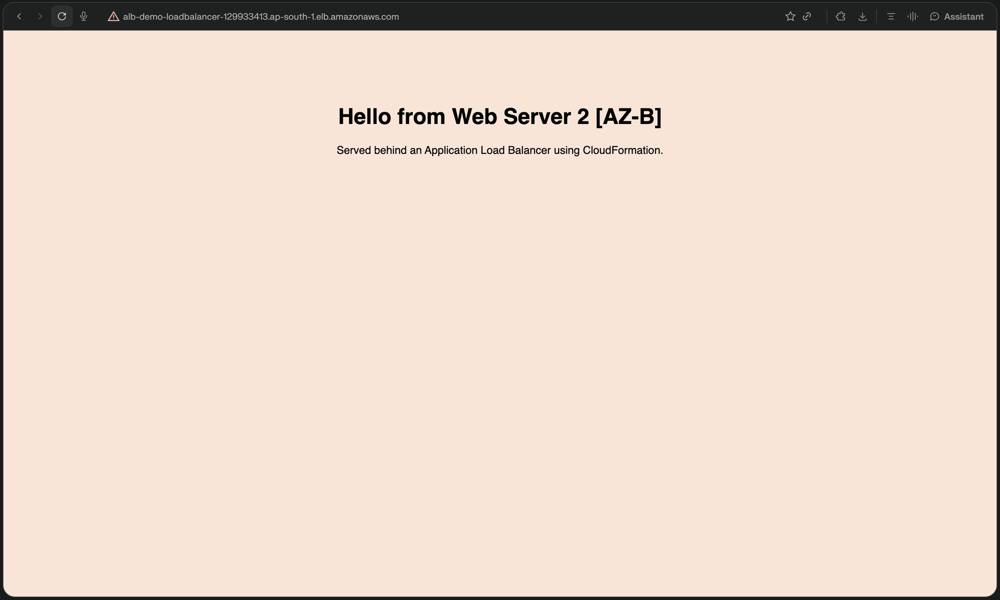 alb-demo-loadbalancer-129933413.ap-south-1.elb.amazonaws.com
Assistant
Hello from Web Server 2 [AZ-B]
Served behind an Application Load Balancer using CloudFormation.